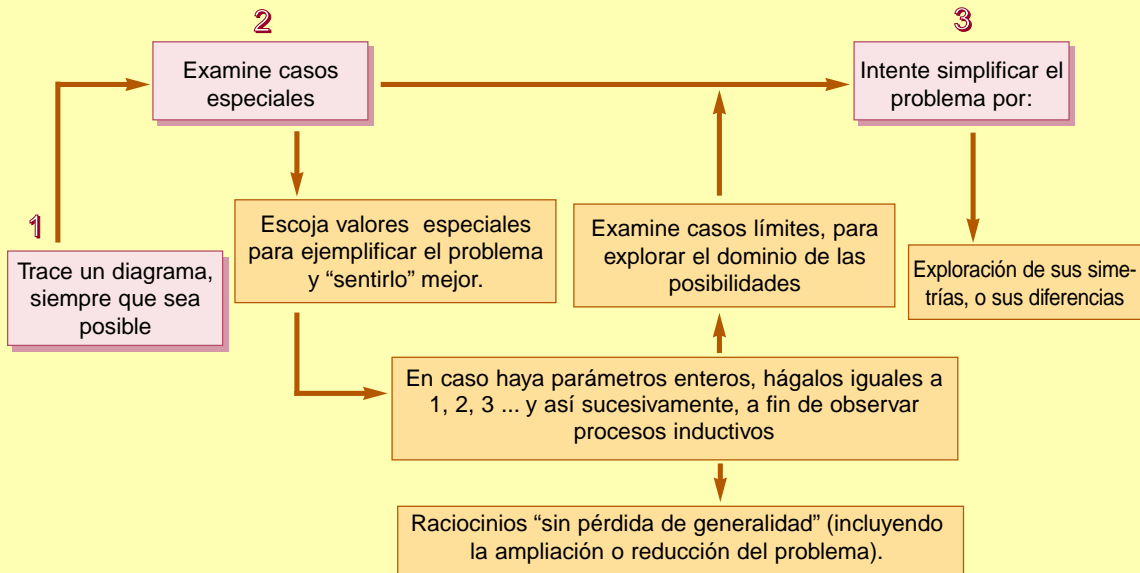 1
Trace un diagrama,
siempre que sea
posible
2
Examine casos
especiales
Escoja valores especiales
para ejemplificar el problema
y “sentirlo” mejor.
En caso haya parámetros enteros, hágalos iguales a
1, 2, 3 ... y así sucesivamente, a fin de observar
procesos inductivos
Examine casos límites, para
explorar el dominio de las
posibilidades
Raciocinios “sin pérdida de generalidad” (incluyendo
la ampliación o reducción del problema).
3
Intente simplificar el
problema por:
Exploración de sus sime-
trías, o sus diferencias